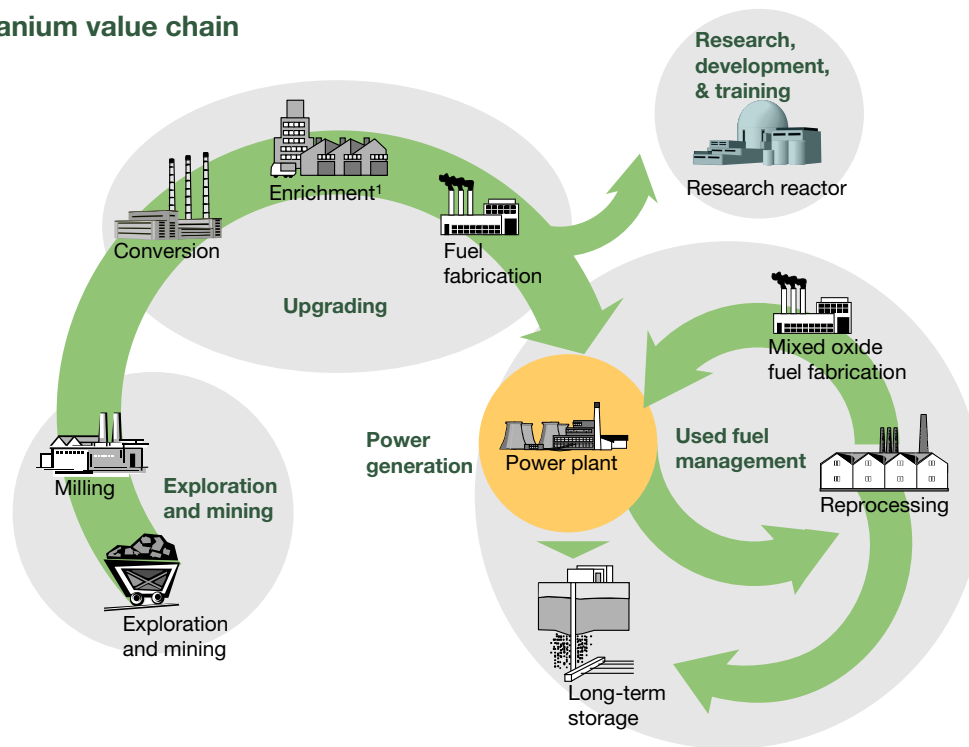 anium value chain
Research,
development,
& training
Research reactor
Enrichment¹
Conversion
Fuel
fabrication
Upgrading
Mixed oxide
fuel fabrication
Power
generation
Power plant
Used fuel
management
Reprocessing
Milling
Exploration
and mining
Exploration
and mining
Long-term
storage